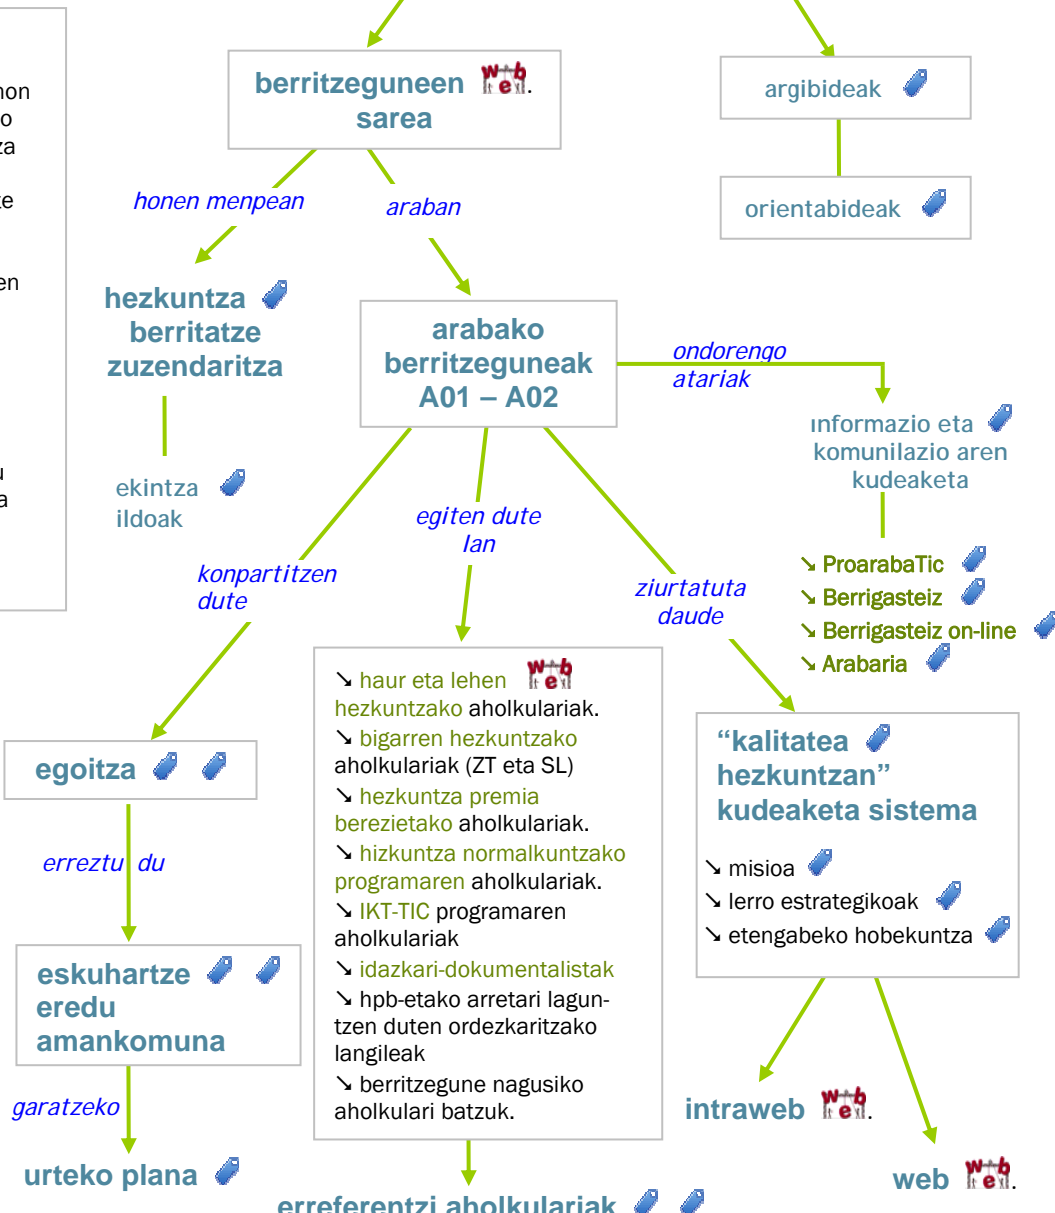 berritzeguneen web.
sarea
argibideak
orientabideak
honen menpean
araban
hezkuntza
berritatze
zuzendaritza
arabako
berritzeguneak
A01 – A02
ondorengo
atariak
ınformazio eta
komunilazio aren
kudeaketa
ekintza
ildoak
egiten dute
lan
konpartitzen
dute
ziurtatuta
daude
➘ ProarabaTic
➘ Berrigasteiz
➘ Berrigasteiz on-line
➘ Arabaria
➘ haur eta lehen web
hezkuntzako aholkulariak.
➘ bigarren hezkuntzako
aholkulariak (ZT eta SL)
➘ hezkuntza premia
berezietako aholkulariak.
➘ hizkuntza normalkuntzako
programaren aholkulariak.
➘ IKT-TIC programaren
aholkulariak
➘ idazkari-dokumentalistak
➘ hpb-etako arretari lagun-
tzen duten ordezkaritzako
langileak
➘ berritzegune nagusiko
aholkulari batzuk.
egoitza
erreztu du
eskuhartze
eredu
amankomuna
garatzeko
urteko plana
“kalitatea
hezkuntzan”
kudeaketa sistema
➘ misioa
➘ lerro estrategikoak
➘ etengabeko hobekuntza
intraweb web.
web web.
erreferentzi aholkulariak